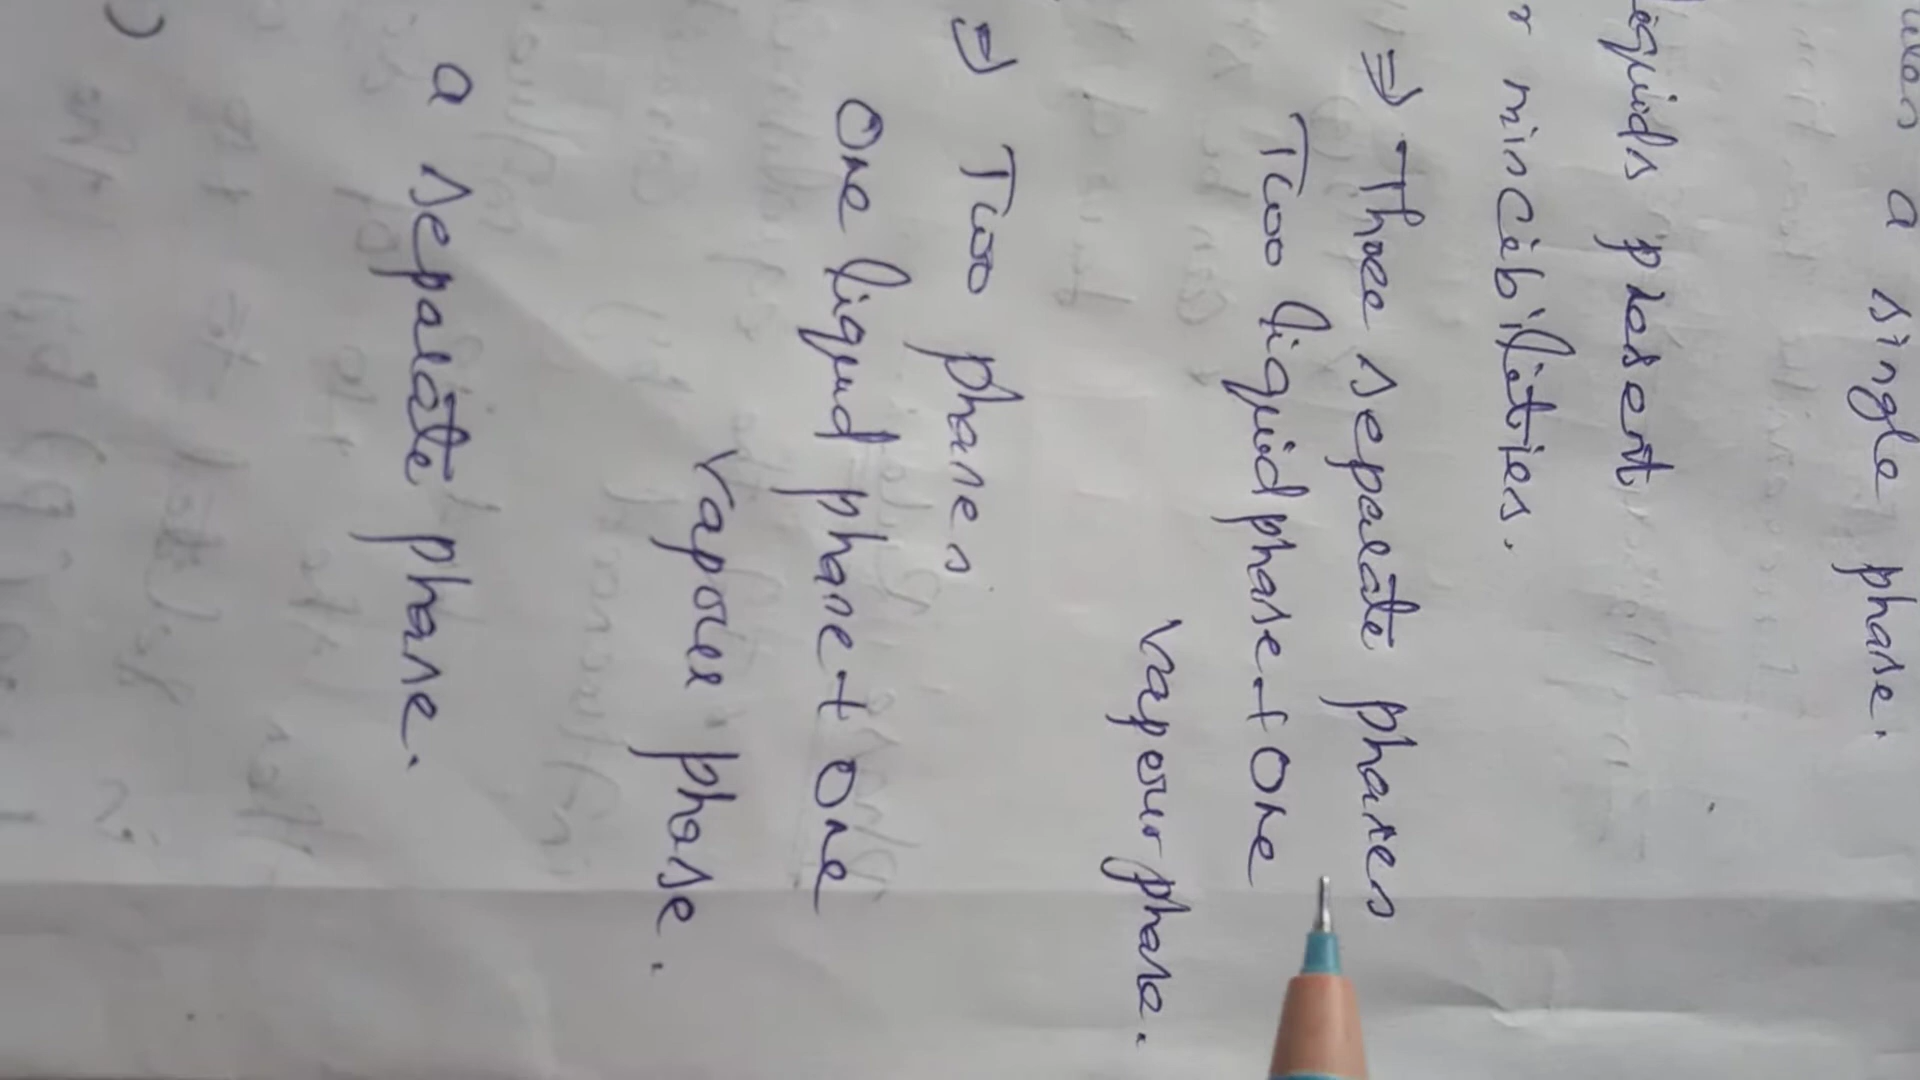 a single phase.
liquids present
miscibilities.
⇒ Three separate phases
Two liquid phase + One
vapour phase.
⇒ Two phases
One liquid phase + one
vapour phase.
a separate phase.